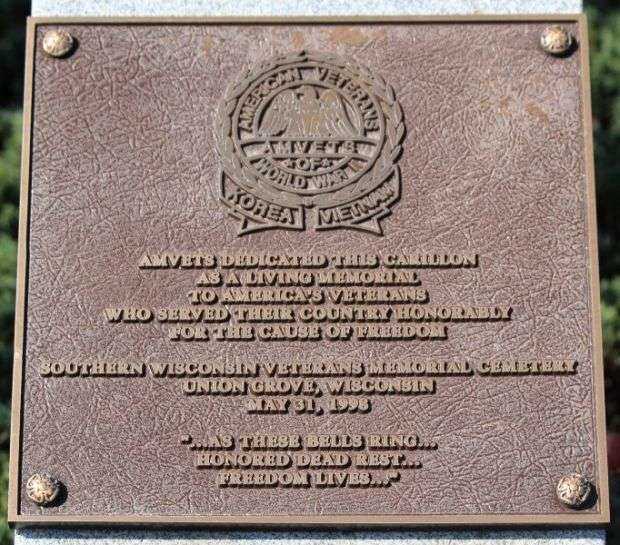 AMERICAN VETERANS
AMVETS
OF
WORLD WAR II
KOREA VIETNAM
AMVETS DEDICATED THIS CARILLON
AS A LIVING MEMORIAL
TO AMERICA'S VETERANS
WHO SERVED THEIR COUNTRY HONORABLY
FOR THE CAUSE OF FREEDOM
SOUTHERN WISCONSIN VETERANS MEMORIAL CEMETERY
UNION GROVE, WISCONSIN
MAY 31, 1998
"...AS THESE BELLS RING...
HONORED DEAD REST...
FREEDOM LIVES..."